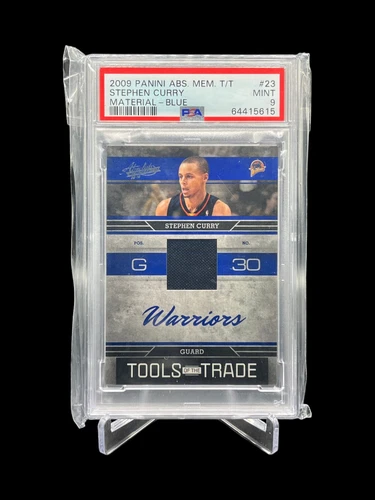 2009 PANINI ABS. MEM. T/T #23
STEPHEN CURRY MINT
MATERIAL-BLUE 9
PSA 64415615
STEPHEN CURRY
POS. NO.
G 30
Warriors
GUARD
TOOLS OF THE TRADE